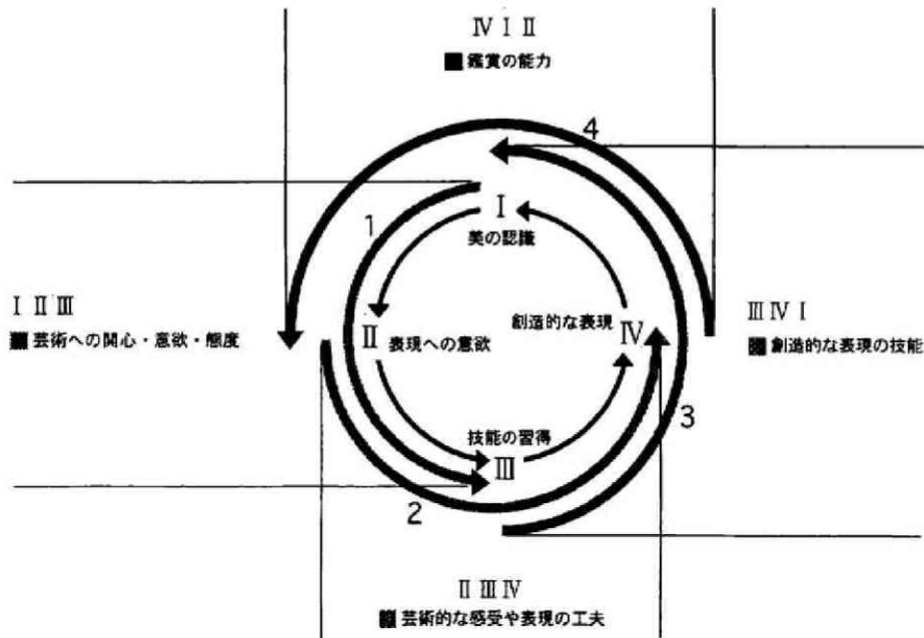 Ⅳ Ⅰ Ⅱ
■ 鑑賞の能力
4
1
Ⅰ
美の認識
Ⅰ Ⅱ Ⅲ
■ 芸術への関心・意欲・態度
Ⅱ 表現への意欲
創造的な表現 Ⅳ
Ⅲ Ⅳ Ⅰ
■ 創造的な表現の技能
3
技能の習得
Ⅲ
2
Ⅱ Ⅲ Ⅳ
■ 芸術的な感受や表現の工夫